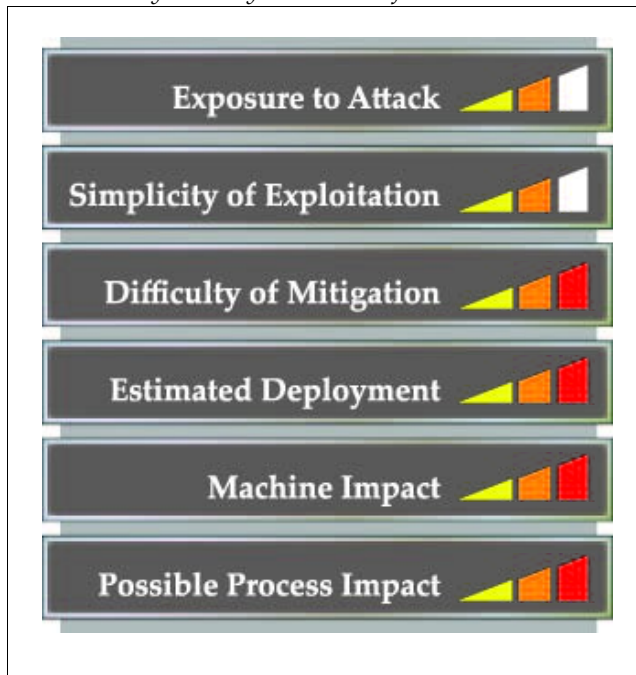 Exposure to Attack
Simplicity of Exploitation
Difficulty of Mitigation
Estimated Deployment
Machine Impact
Possible Process Impact